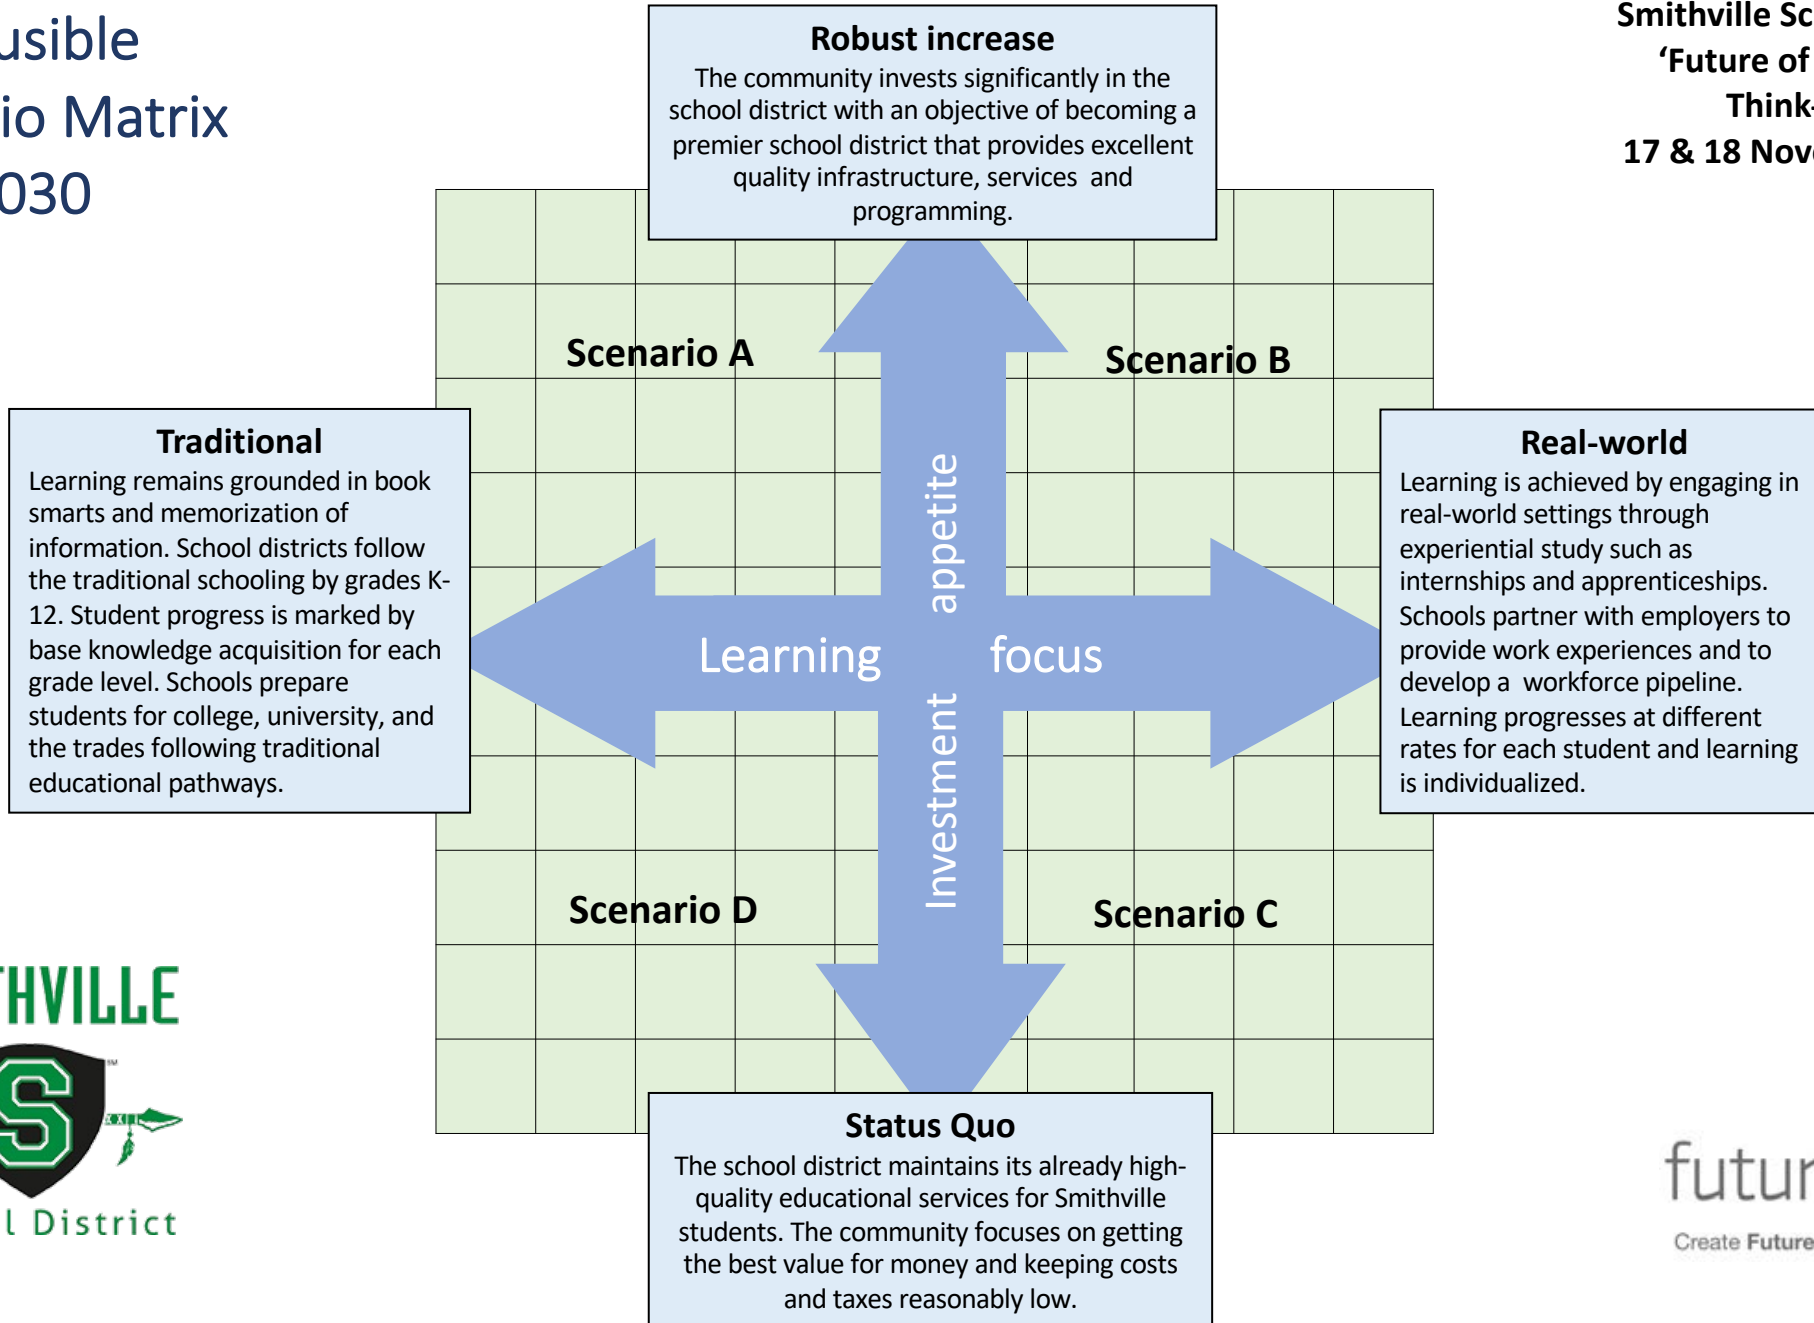 usible
io Matrix
030
Smithville Sc
‘Future of
Think-
17 & 18 Nov
Robust increase
The community invests significantly in the
school district with an objective of becoming a
premier school district that provides excellent
quality infrastructure, services and
programming.
Scenario A
Scenario B
Traditional
Learning remains grounded in book
smarts and memorization of
information. School districts follow
the traditional schooling by grades K-
12. Student progress is marked by
base knowledge acquisition for each
grade level. Schools prepare
students for college, university, and
the trades following traditional
educational pathways.
Learning focus
Investment appetite
Real-world
Learning is achieved by engaging in
real-world settings through
experiential study such as
internships and apprenticeships.
Schools partner with employers to
provide work experiences and to
develop a workforce pipeline.
Learning progresses at different
rates for each student and learning
is individualized.
Scenario D
Scenario C
Status Quo
The school district maintains its already high-
quality educational services for Smithville
students. The community focuses on getting
the best value for money and keeping costs
and taxes reasonably low.
THVILLE
S
SM
l District
futur
Create Future